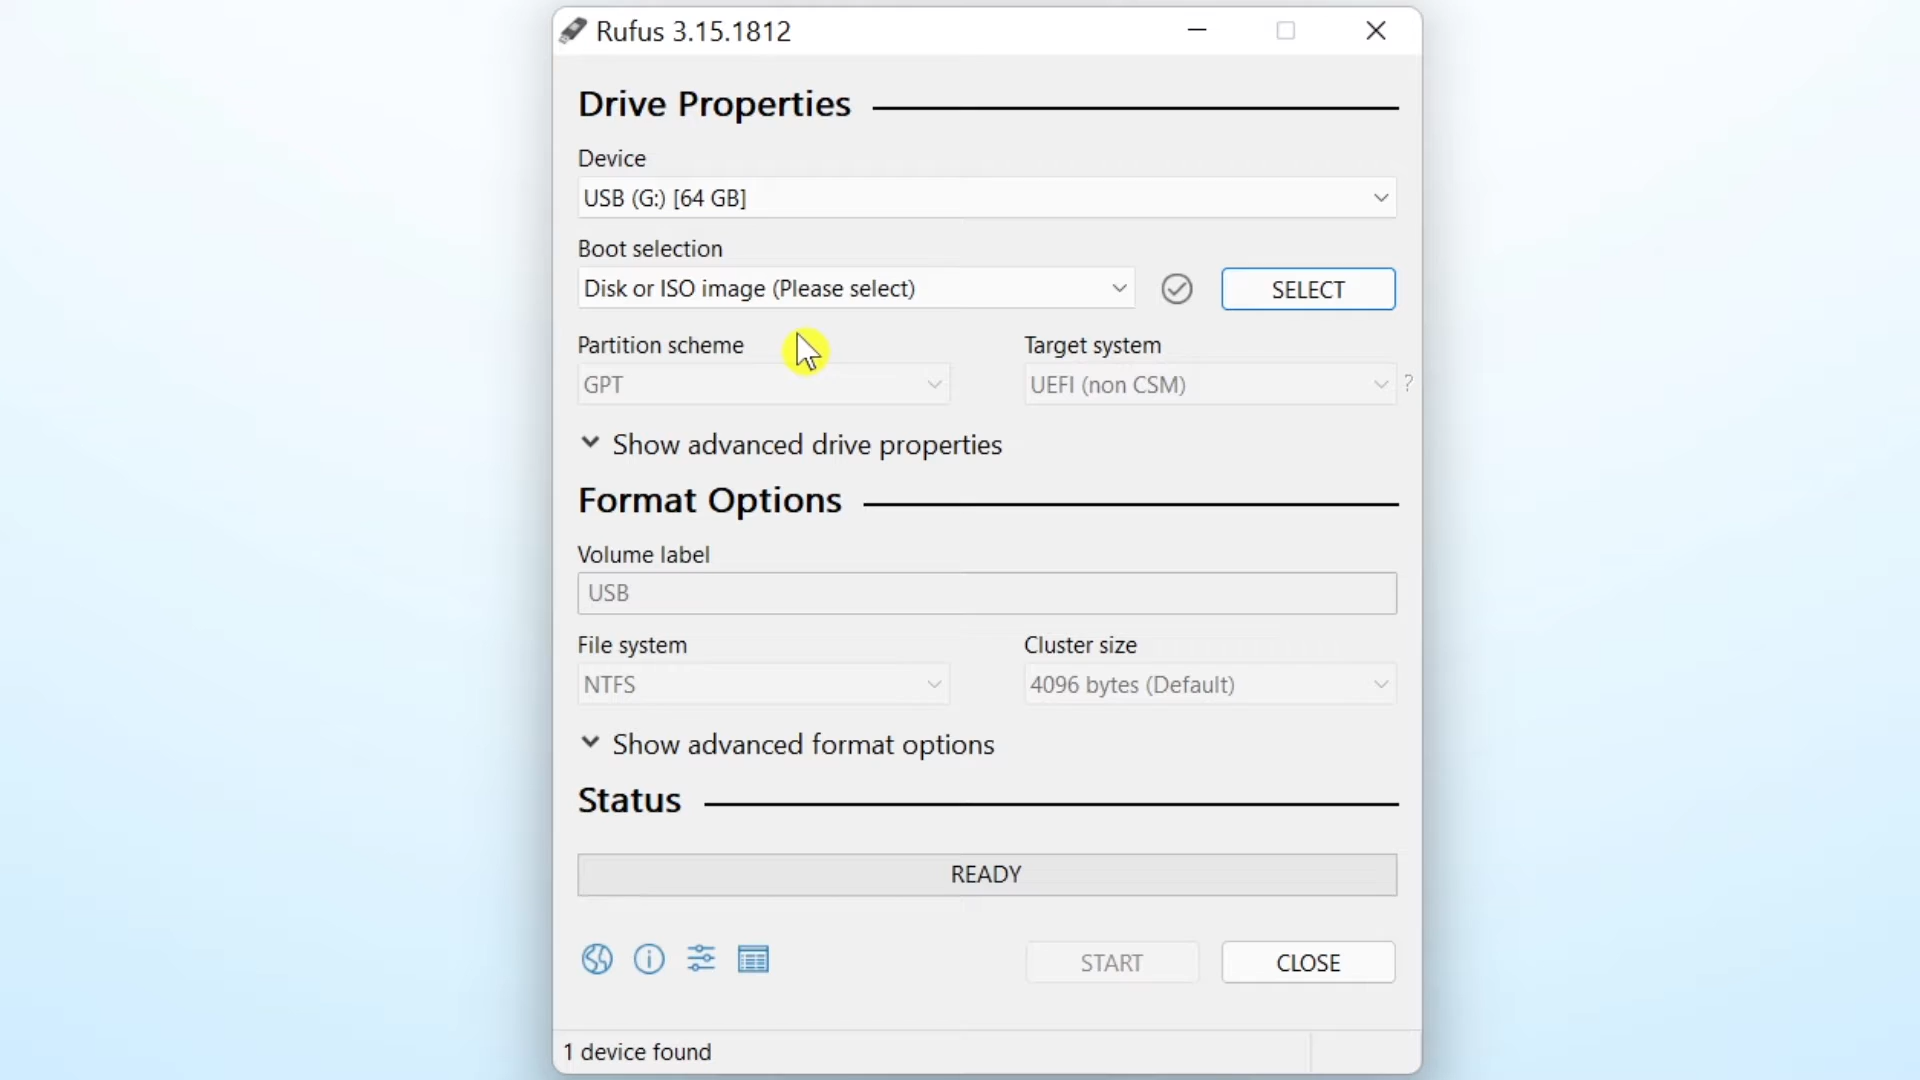 Rufus 3.15.1812
Drive Properties
Device
USB (G:) [64 GB]
Boot selection
Disk or ISO image (Please select)
SELECT
Partition scheme
Target system
GPT
UEFI (non CSM)
?
Show advanced drive properties
Format Options
Volume label
USB
File system
Cluster size
NTFS
4096 bytes (Default)
Show advanced format options
Status
READY
START
CLOSE
1 device found